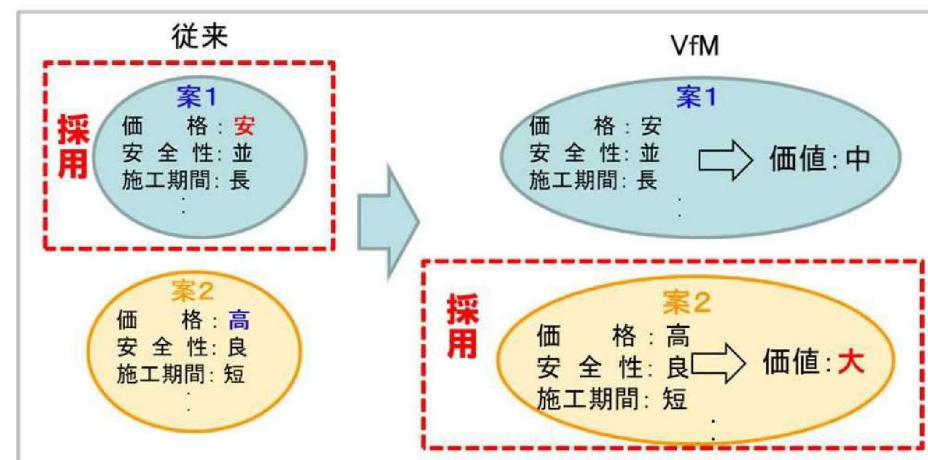 従来
採用
案1
価　格：安
安 全 性：並
施工期間：長
：
案2
価　格：高
安 全 性：良
施工期間：短
：
VfM
案1
価　格：安
安 全 性：並
施工期間：長
：
価値：中
採用
案2
価　格：高
安 全 性：良
施工期間：短
：
価値：大